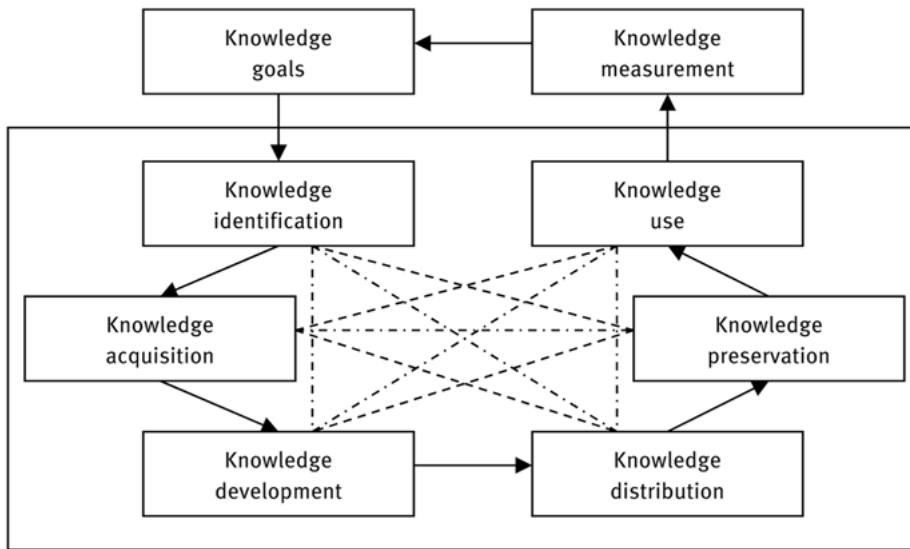 Knowledge
goals
Knowledge
measurement
Knowledge
identification
Knowledge
use
Knowledge
acquisition
Knowledge
preservation
Knowledge
development
Knowledge
distribution